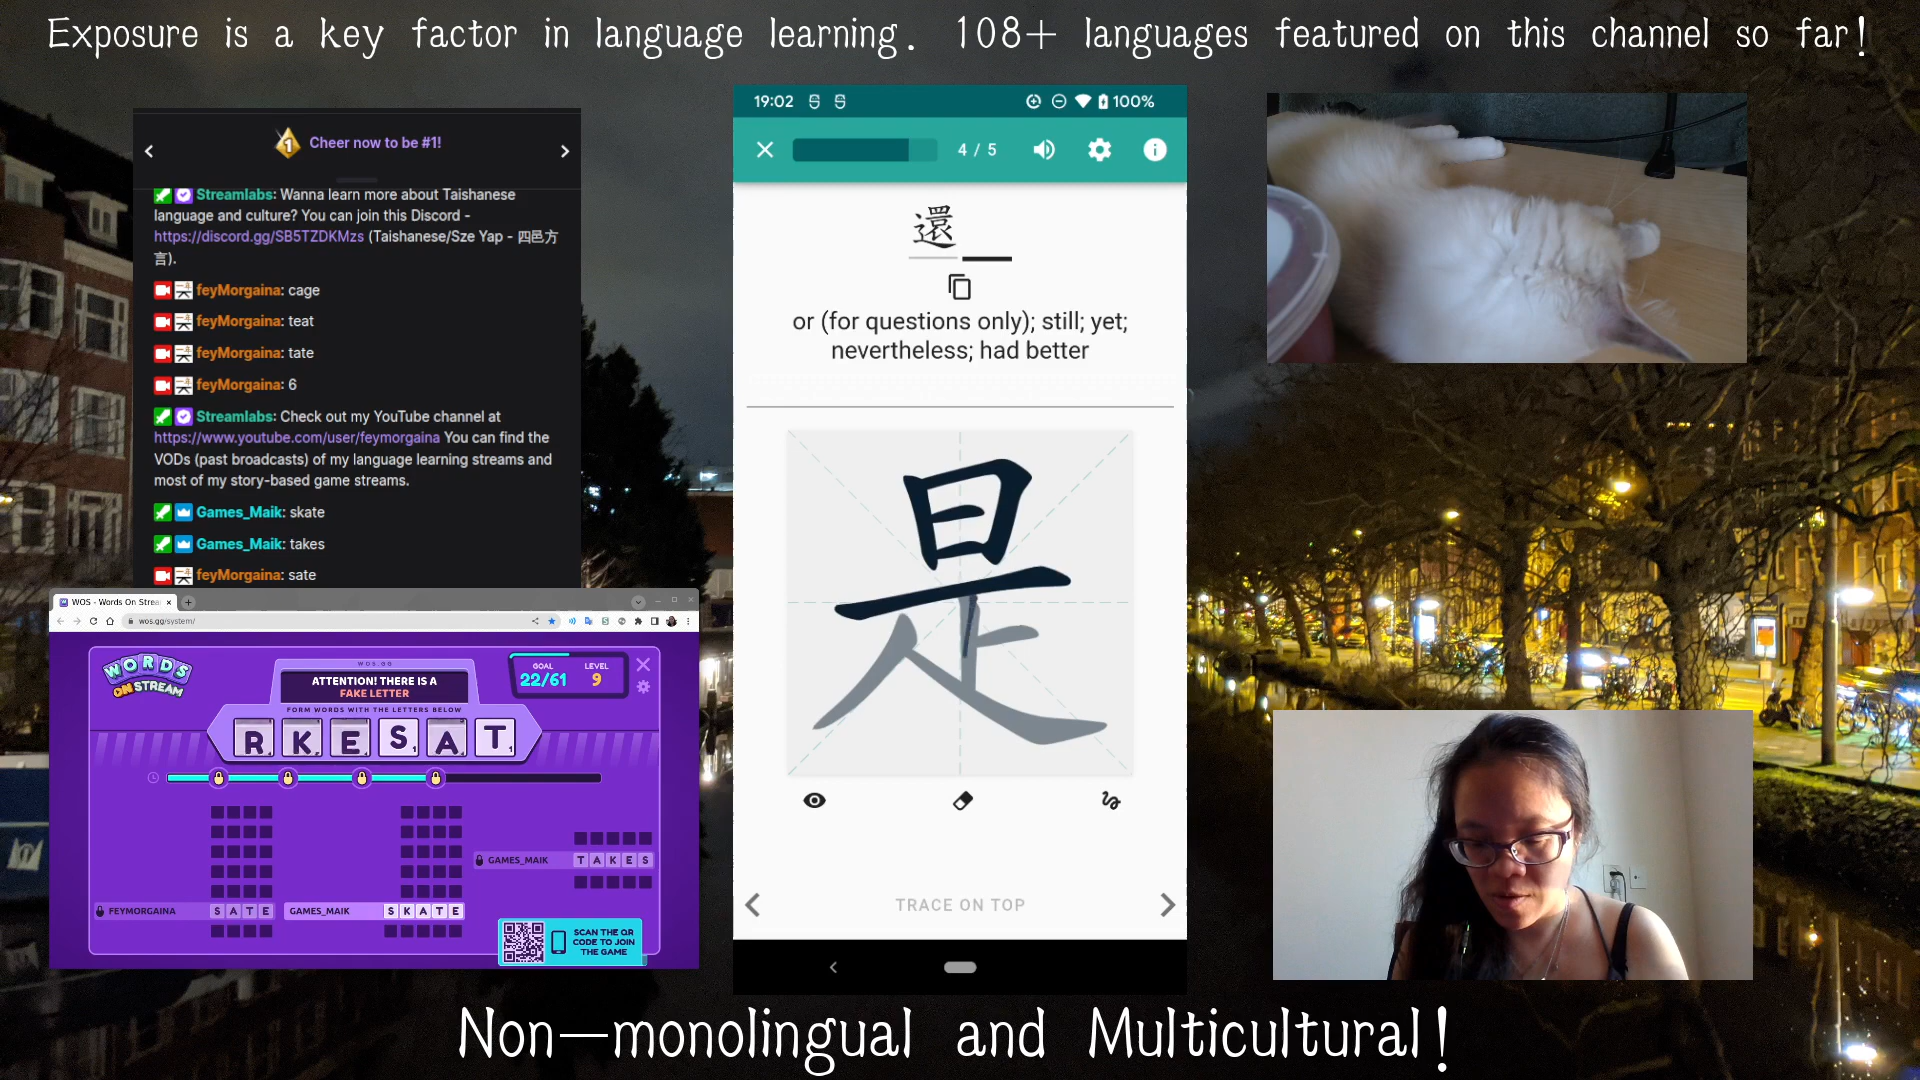 Exposure is a key factor in language learning. 108+ languages featured on this channel so far!
1
Cheer now to be #1!
Streamlabs: Wanna learn more about Taishanese
language and culture? You can join this Discord -
https://discord.gg/SB5TZDKMzs (Taishanese/Sze Yap - 四邑方
言).
feyMorgaina: cage
feyMorgaina: teat
feyMorgaina: tate
feyMorgaina: 6
Streamlabs: Check out my YouTube channel at
https://www.youtube.com/user/feymorgaina You can find the
VODs (past broadcasts) of my language learning streams and
most of my story-based game streams.
Games_Maik: skate
Games_Maik: takes
feyMorgaina: sate
WOS - Words On Strea
wos.gg/system/
WORDS
ON STREAM
WOS.GG
ATTENTION! THERE IS A
FAKE LETTER
FORM WORDS WITH THE LETTERS BELOW
GOAL
22/61
LEVEL
9
R K E S A T
FEYMORGAINA SATE
GAMES_MAIK SKATE
GAMES_MAIK TAKES
SCAN THE QR
CODE TO JOIN
THE GAME
19:02
100%
4 / 5
還
or (for questions only); still; yet;
nevertheless; had better
是
TRACE ON TOP
Non-monolingual and Multicultural!